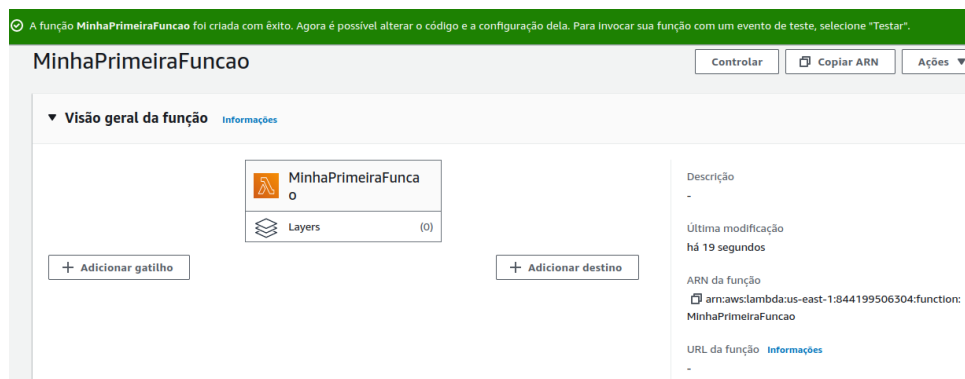 A função MinhaPrimeiraFuncao foi criada com êxito. Agora é possível alterar o código e a configuração dela. Para invocar sua função com um evento de teste, selecione "Testar".
MinhaPrimeiraFuncao
Controlar
Copiar ARN
Ações
Visão geral da função Informações
MinhaPrimeiraFunca
o
Layers (0)
+ Adicionar gatilho
+ Adicionar destino
Descrição
-
Última modificação
há 19 segundos
ARN da função
arn:aws:lambda:us-east-1:844199506304:function:
MinhaPrimeiraFuncao
URL da função Informações
-